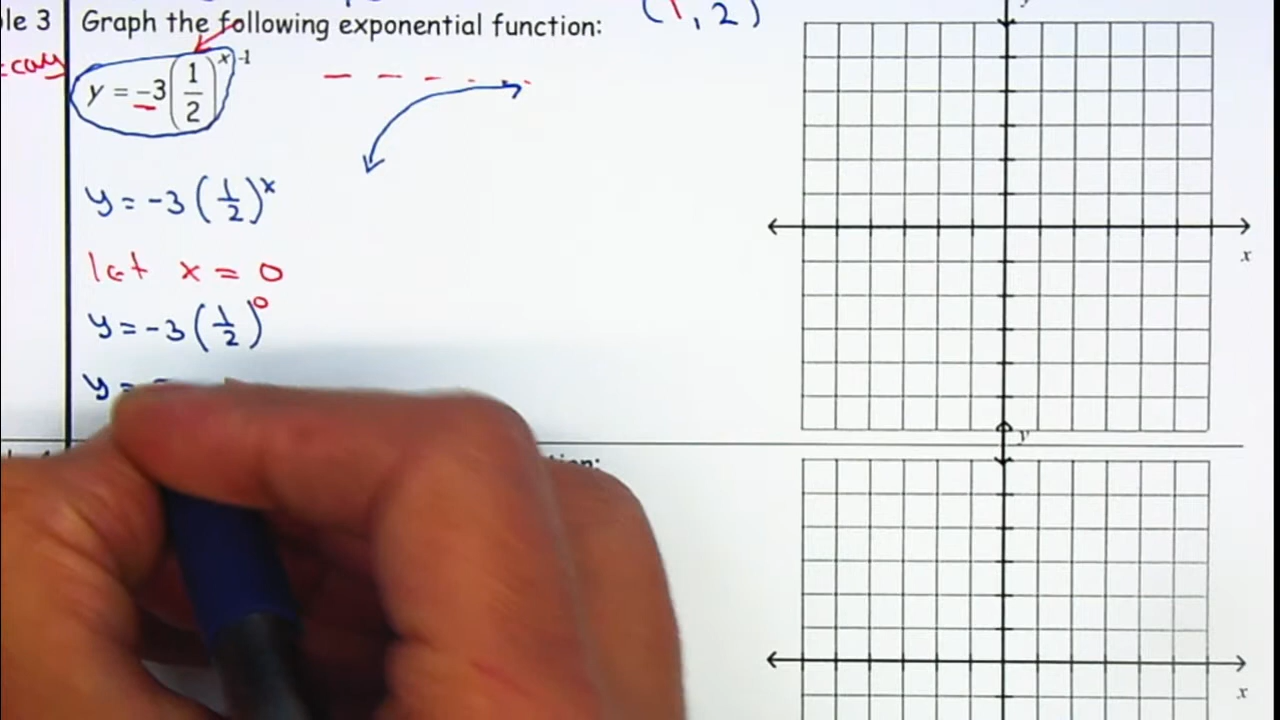 le 3 Graph the following exponential function:
(1, 2)
cay
y = -3(1/2)^x -1
y = -3(1/2)^x
let x = 0
y = -3(1/2)^0
y =
y
x
y
x